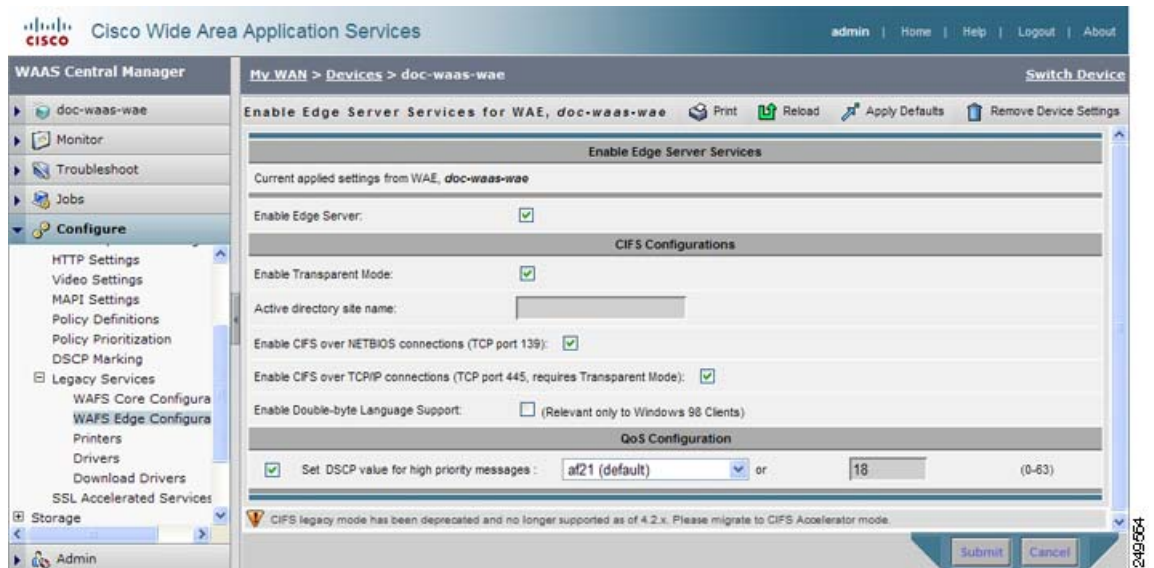 CISCO Cisco Wide Area Application Services admin | Home | Help | Logout | About
WAAS Central Manager
My WAN > Devices > doc-waas-wae Switch Device
doc-waas-wae
Monitor
Troubleshoot
Jobs
Configure
HTTP Settings
Video Settings
MAPI Settings
Policy Definitions
Policy Prioritization
DSCP Marking
Legacy Services
WAFS Core Configura
WAFS Edge Configura
Printers
Drivers
Download Drivers
SSL Accelerated Services
Storage
Admin
Enable Edge Server Services for WAE, doc-waas-wae Print Reload Apply Defaults Remove Device Settings
Enable Edge Server Services
Current applied settings from WAE, doc-waas-wae
Enable Edge Server:
CIFS Configurations
Enable Transparent Mode:
Active directory site name:
Enable CIFS over NETBIOS connections (TCP port 139):
Enable CIFS over TCP/IP connections (TCP port 445, requires Transparent Mode):
Enable Double-byte Language Support: (Relevant only to Windows 98 Clients)
QoS Configuration
Set DSCP value for high priority messages : af21 (default) or 18 (0-63)
CIFS legacy mode has been deprecated and no longer supported as of 4.2.x. Please migrate to CIFS Accelerator mode.
Submit Cancel
249564